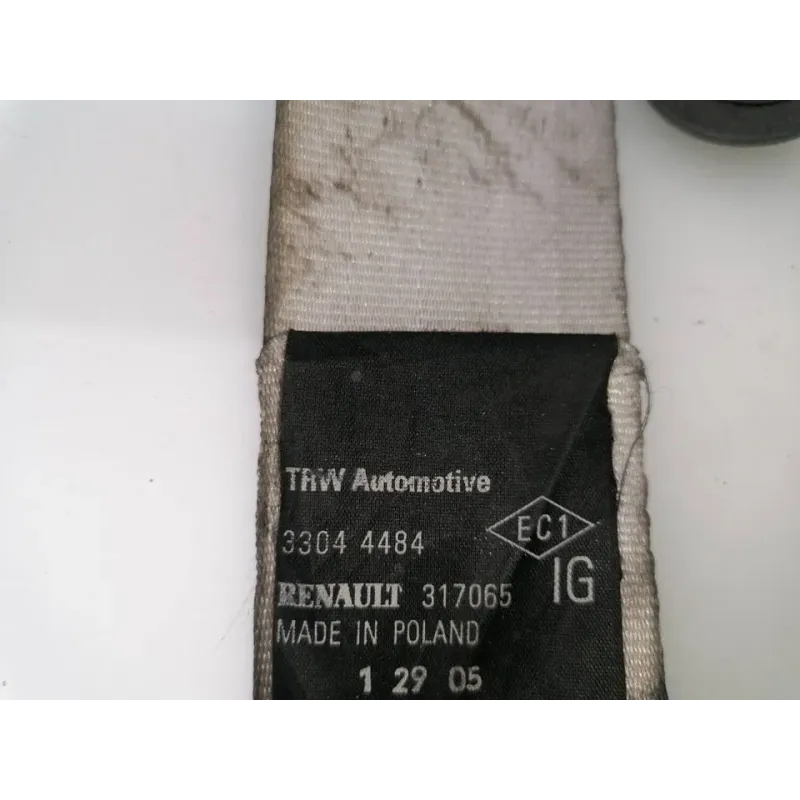 TRW Automotive
3304 4484 EC1
RENAULT 317065 IG
MADE IN POLAND
1 29 05